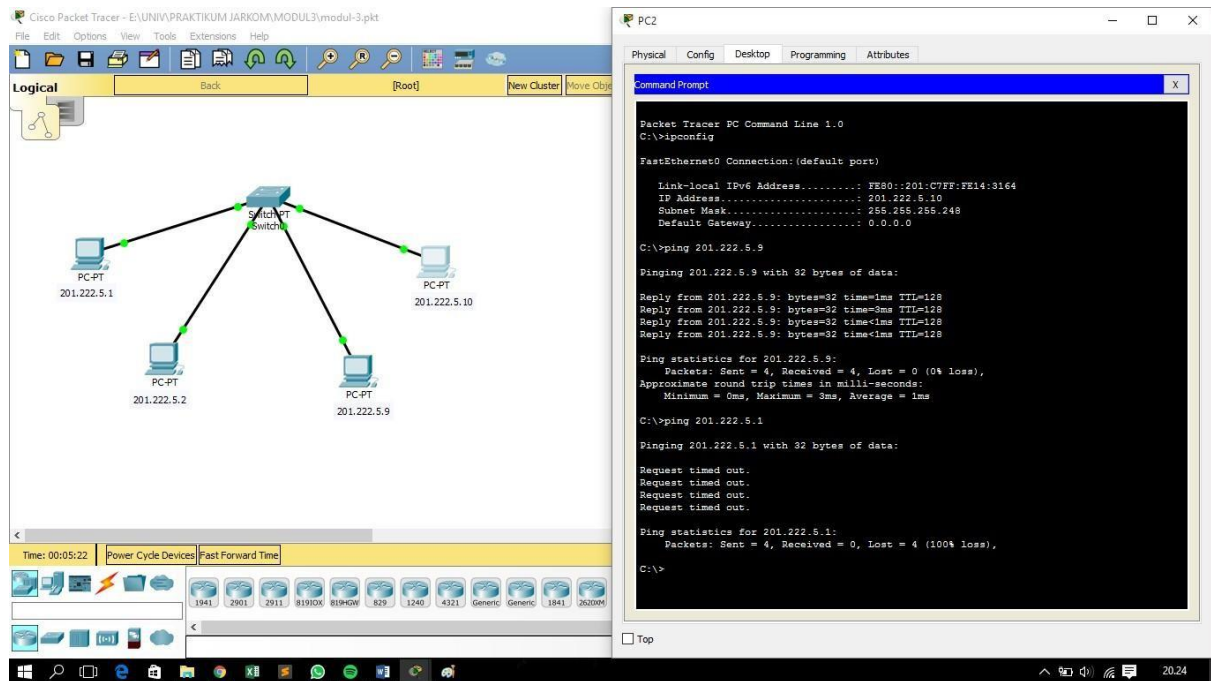 Cisco Packet Tracer - E:\UNIV\PRAKTIKUM JARKOM\MODUL3\modul-3.pkt
File Edit Options View Tools Extensions Help
Logical
Back
[Root]
New Cluster
Move Obje
Switch-PT
Switch0
PC-PT
201.222.5.1
PC-PT
201.222.5.10
PC-PT
201.222.5.2
PC-PT
201.222.5.9
Time: 00:05:22 Power Cycle Devices Fast Forward Time
1941 2901 2911 819IOX 819HGW 829 1240 4321 Generic Generic 1841 2620XM
PC2
Physical Config Desktop Programming Attributes
Command Prompt X
Packet Tracer PC Command Line 1.0
C:\>ipconfig
FastEthernet0 Connection:(default port)
Link-local IPv6 Address.........: FE80::201:C7FF:FE14:3164
IP Address......................: 201.222.5.10
Subnet Mask.....................: 255.255.255.248
Default Gateway.................: 0.0.0.0
C:\>ping 201.222.5.9
Pinging 201.222.5.9 with 32 bytes of data:
Reply from 201.222.5.9: bytes=32 time=1ms TTL=128
Reply from 201.222.5.9: bytes=32 time=3ms TTL=128
Reply from 201.222.5.9: bytes=32 time<1ms TTL=128
Reply from 201.222.5.9: bytes=32 time<1ms TTL=128
Ping statistics for 201.222.5.9:
Packets: Sent = 4, Received = 4, Lost = 0 (0% loss),
Approximate round trip times in milli-seconds:
Minimum = 0ms, Maximum = 3ms, Average = 1ms
C:\>ping 201.222.5.1
Pinging 201.222.5.1 with 32 bytes of data:
Request timed out.
Request timed out.
Request timed out.
Request timed out.
Ping statistics for 201.222.5.1:
Packets: Sent = 4, Received = 0, Lost = 4 (100% loss),
C:\>
Top
20.24